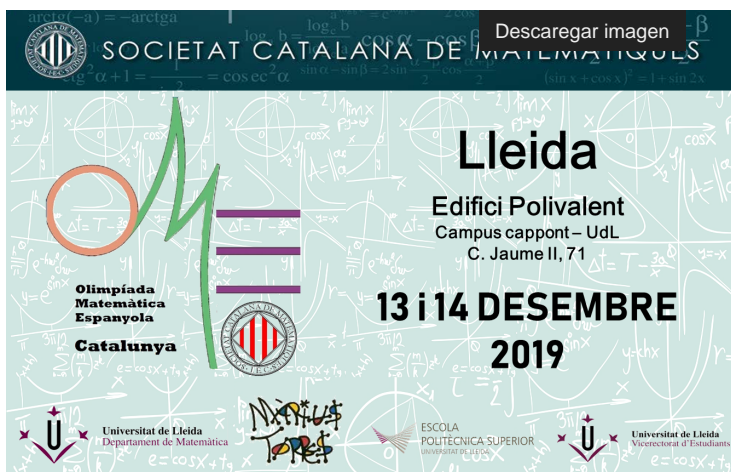 Descaregar imagen
SOCIETAT CATALANA DE MATEMÀTIQUES
Lleida
Edifici Polivalent
Campus cappont – UdL
C. Jaume II, 71
13 i 14 DESEMBRE
2019
Olimpíada
Matemàtica
Espanyola
Catalunya
Universitat de Lleida
Departament de Matemàtica
MÀRIUS
TORRES
ESCOLA
POLITÈCNICA SUPERIOR
UNIVERSITAT DE LLEIDA
Universitat de Lleida
Vicerectorat d'Estudiants